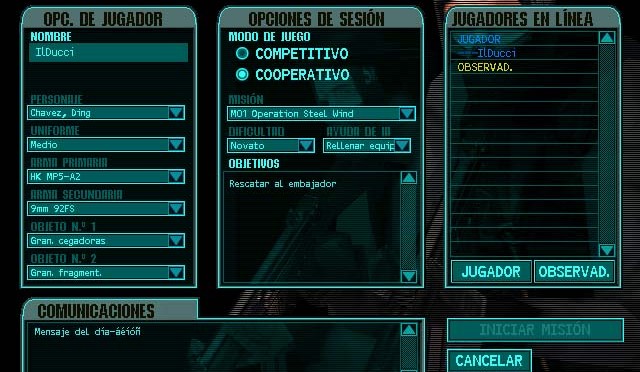 OPC. DE JUGADOR
NOMBRE
IlDucci
PERSONAJE
Chavez, Ding
UNIFORME
Medio
ARMA PRIMARIA
HK MP5-A2
ARMA SECUNDARIA
9mm 92FS
OBJETO N.º 1
Gran. cegadoras
OBJETO N.º 2
Gran. fragment.
OPCIONES DE SESIÓN
MODO DE JUEGO
COMPETITIVO
COOPERATIVO
MISIÓN
M01 Operation Steel Wind
DIFICULTAD
AYUDA DE IA
Novato
Rellenar equip
OBJETIVOS
Rescatar al embajador
JUGADORES EN LÍNEA
JUGADOR
---IlDucci
OBSERVAD.
JUGADOR
OBSERVAD.
COMUNICACIONES
Mensaje del día-áéíóñ
INICIAR MISIÓN
CANCELAR